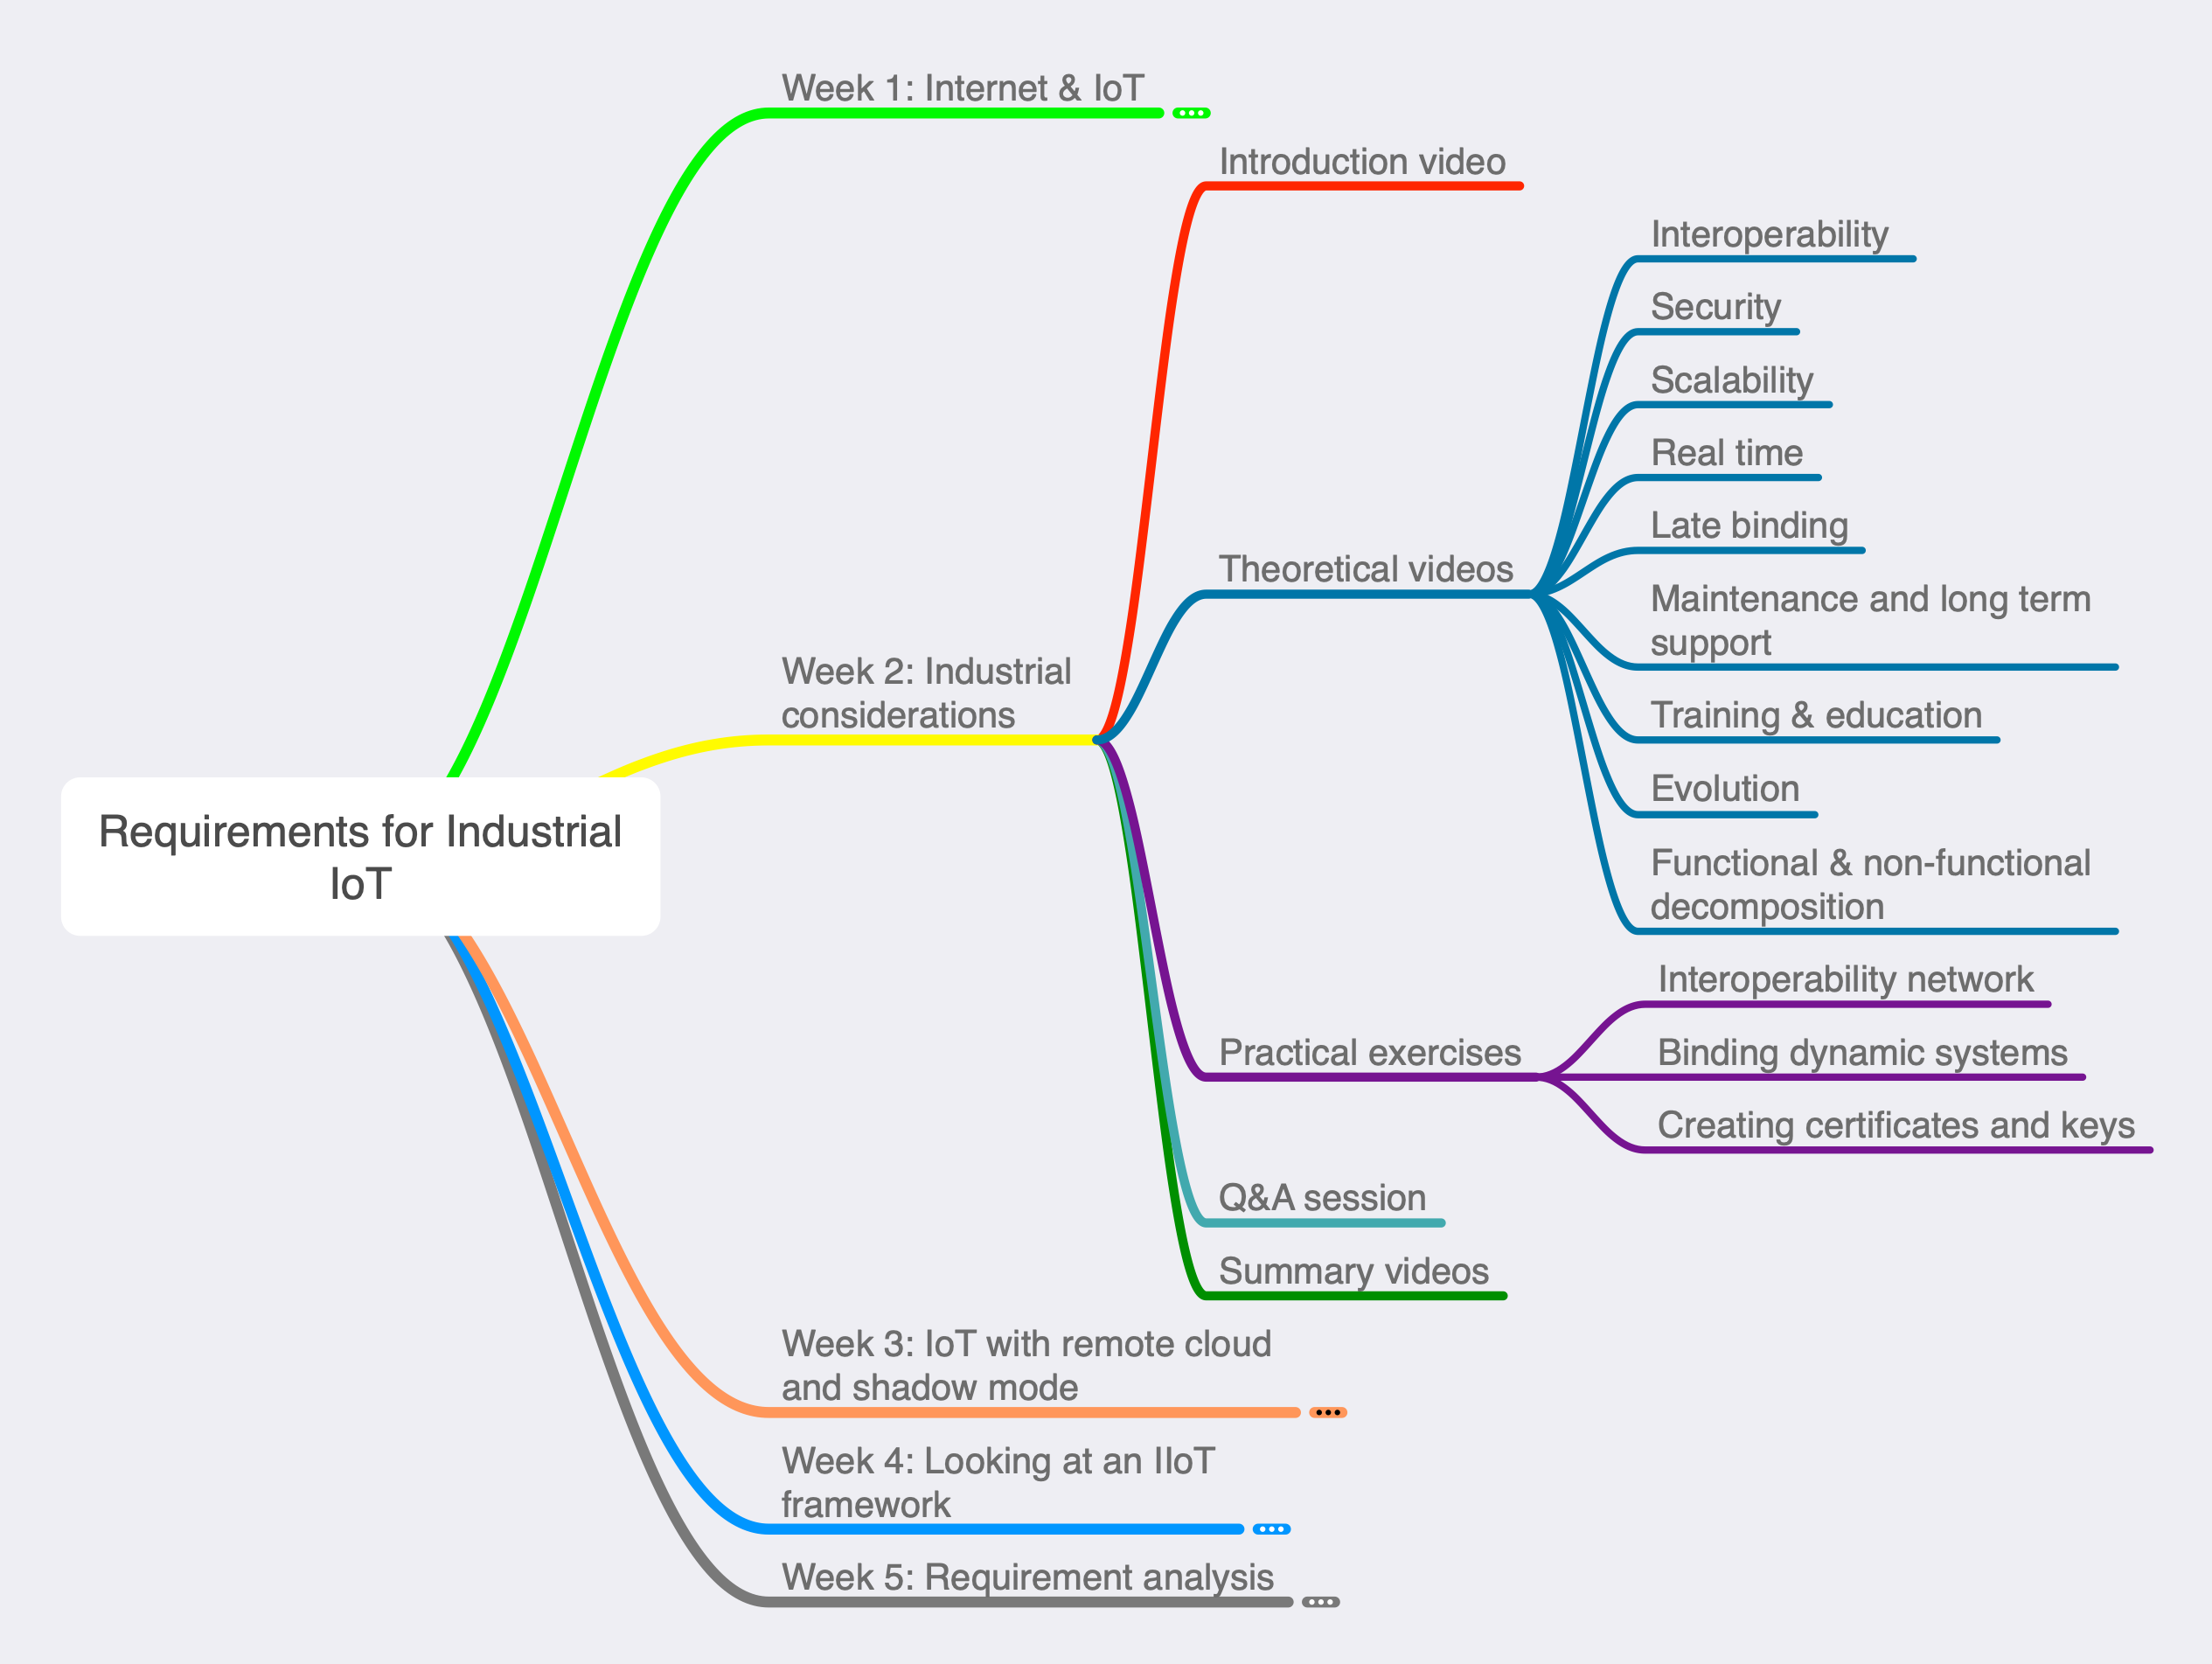 Week 1: Internet & IoT
Introduction video
Interoperability
Security
Scalability
Real time
Late binding
Theoretical videos
Maintenance and long term
support
Week 2: Industrial
considerations
Training & education
Evolution
Requirements for Industrial
IoT
Functional & non-functional
decomposition
Interoperability network
Practical exercises
Binding dynamic systems
Creating certificates and keys
Q&A session
Summary videos
Week 3: IoT with remote cloud
and shadow mode
Week 4: Looking at an IIoT
framework
Week 5: Requirement analysis